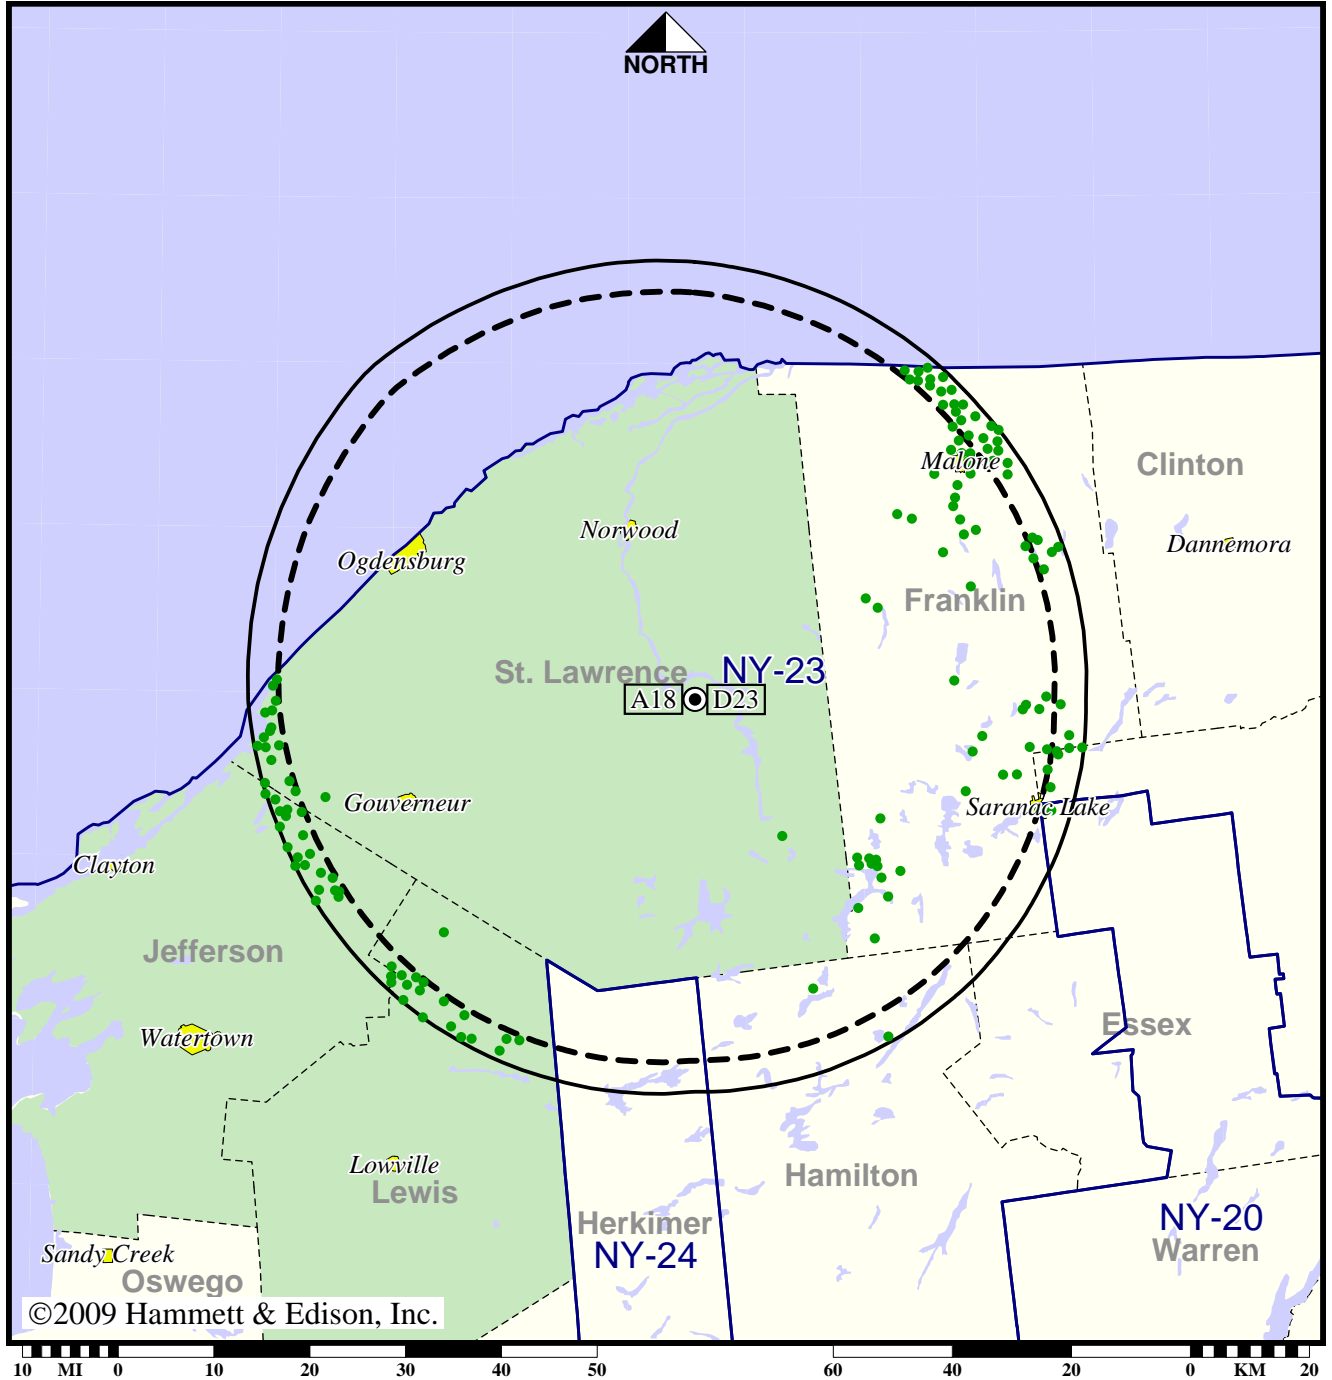 NORTH
Malone
Clinton
Norwood
Dannemora
Ogdensburg
Franklin
St. Lawrence
NY-23
A18
D23
Gouverneur
Saranac Lake
Clayton
Jefferson
Essex
Watertown
Lowville
Lewis
Hamilton
Herkimer
NY-24
NY-20
Warren
Sandy Creek
Oswego
©2009 Hammett & Edison, Inc.
10 MI 0 10 20 30 40 50 60 40 20 0 KM 20